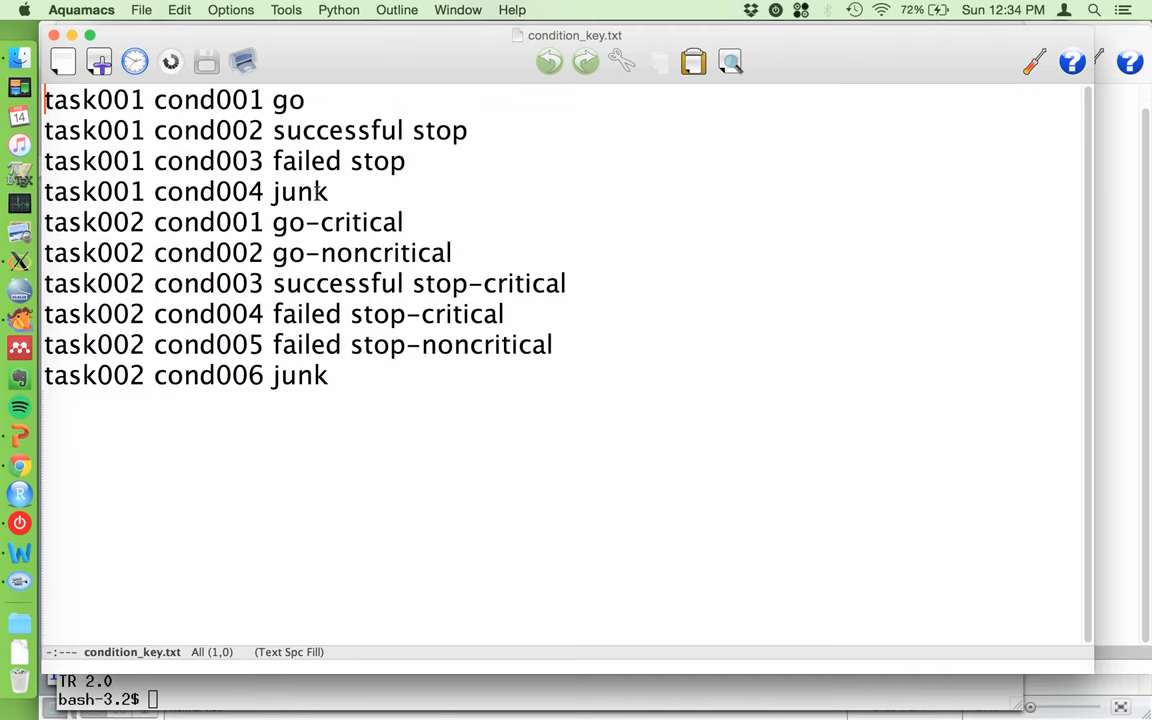 Aquamacs File Edit Options Tools Python Outline Window Help 72% Sun 12:34 PM
condition_key.txt
task001 cond001 go
task001 cond002 successful stop
task001 cond003 failed stop
task001 cond004 junk
task002 cond001 go-critical
task002 cond002 go-noncritical
task002 cond003 successful stop-critical
task002 cond004 failed stop-critical
task002 cond005 failed stop-noncritical
task002 cond006 junk
-:--- condition_key.txt All (1,0) (Text Spc Fill)
TR 2.0
bash-3.2$